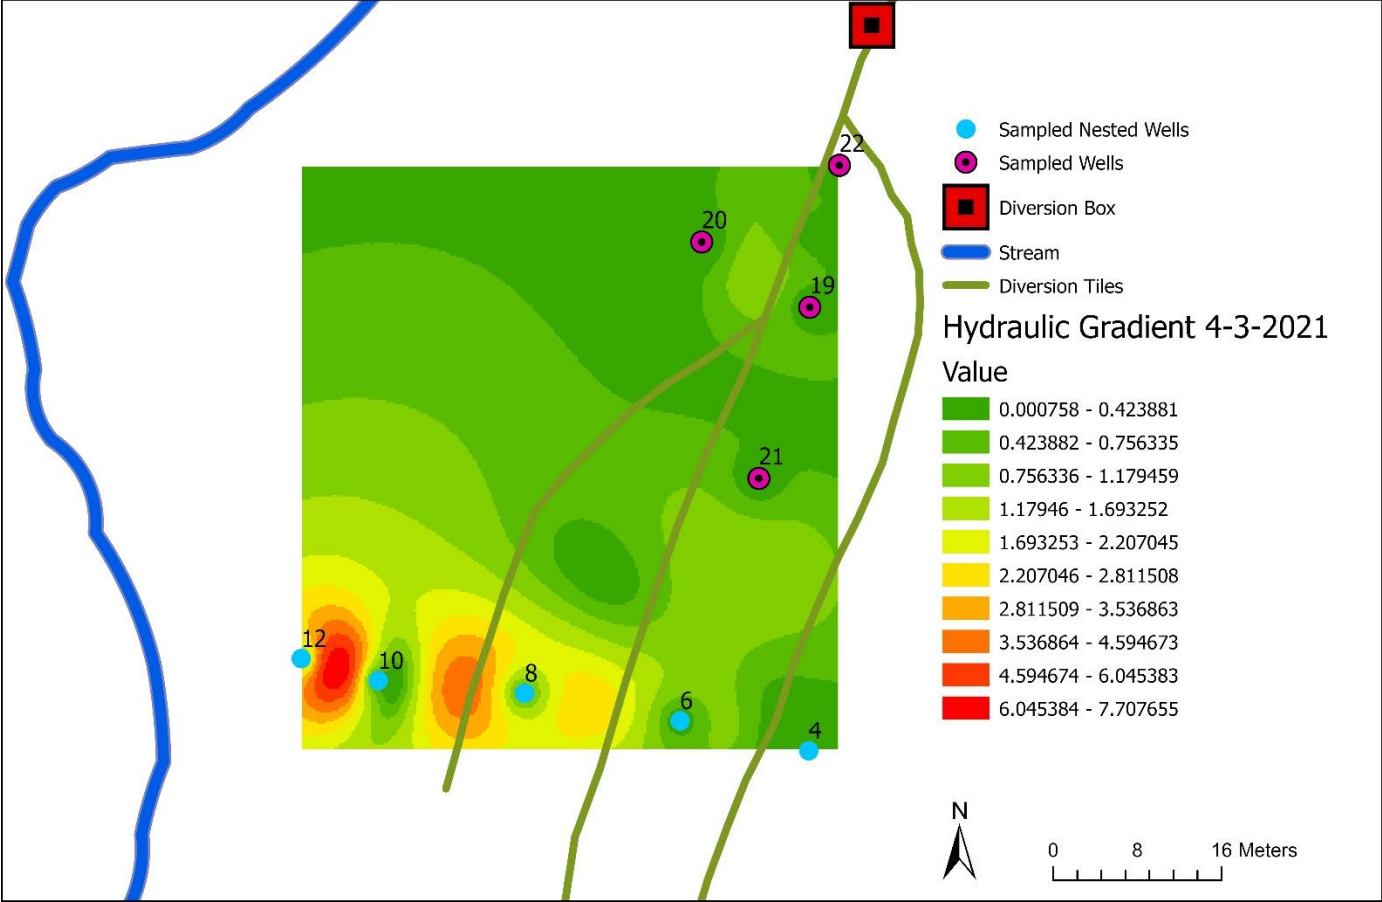 22
20
19
21
12
10
8
6
4
Sampled Nested Wells
Sampled Wells
Diversion Box
Stream
Diversion Tiles
Hydraulic Gradient 4-3-2021
Value
0.000758 - 0.423881
0.423882 - 0.756335
0.756336 - 1.179459
1.17946 - 1.693252
1.693253 - 2.207045
2.207046 - 2.811508
2.811509 - 3.536863
3.536864 - 4.594673
4.594674 - 6.045383
6.045384 - 7.707655
N
0 8 16 Meters